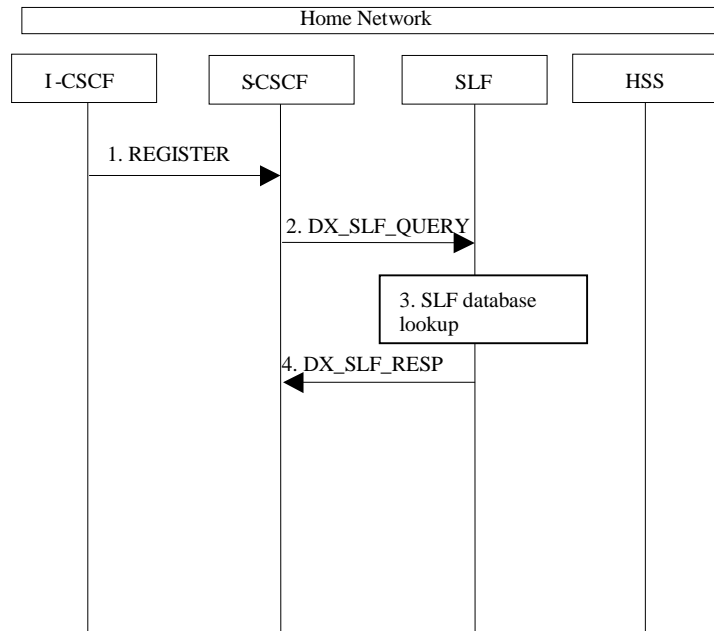 Home Network
I-CSCF
S-CSCF
SLF
HSS
1. REGISTER
2. DX_SLF_QUERY
3. SLF database
lookup
4. DX_SLF_RESP